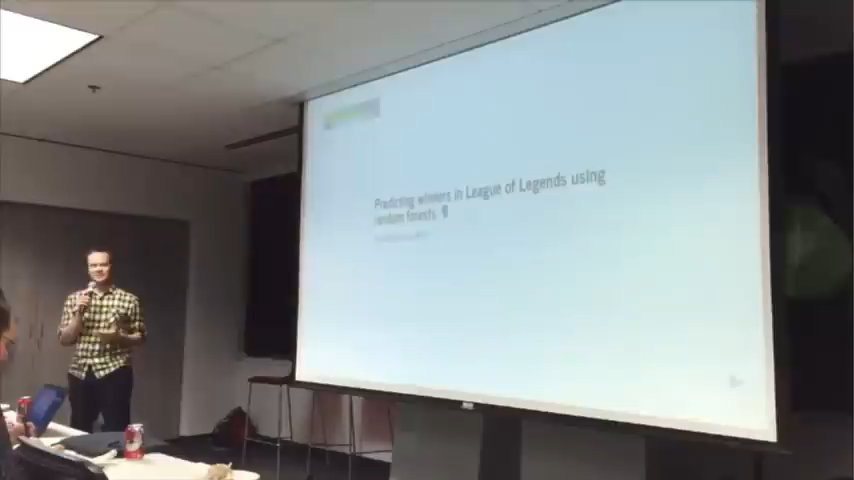 Predicting winners in League of Legends using
random forests ¶